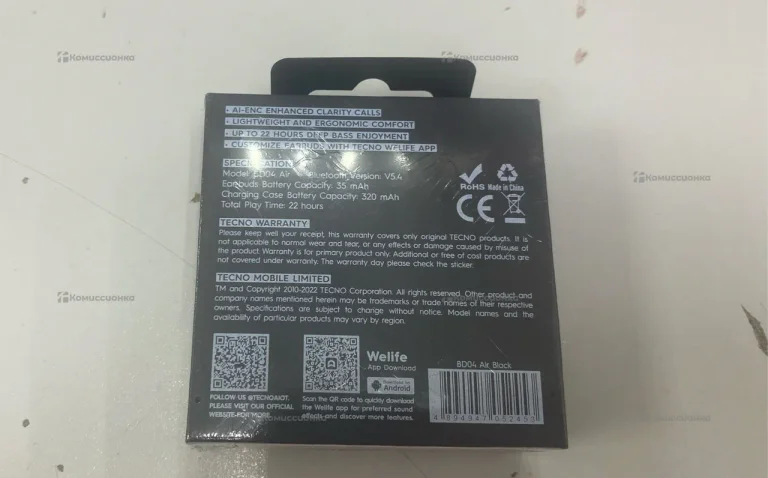 Комиссионка
Комиссионка
• AI-ENC ENHANCED CLARITY CALLS
• LIGHTWEIGHT AND ERGONOMIC COMFORT
• UP TO 22 HOURS DEEP BASS ENJOYMENT
• CUSTOMIZE EARBUDS WITH TECNO WELIFE APP
SPECIFICATION
Model: BD04 Air Bluetooth Version: V5.4
Earbuds Battery Capacity: 35 mAh
Charging Case Battery Capacity: 320 mAh
Total Play Time: 22 hours
RoHS Made in China
CE
Комиссионка
TECNO WARRANTY
Please keep well your receipt, this warranty covers only original TECNO products. It is
not applicable to normal wear and tear, or any effects or damage caused by misuse of
the product. Warranty is for primary product only. Additional or free of cost products are
not covered under warranty. The warranty day please check the sticker.
TECNO MOBILE LIMITED
TM and Copyright 2010-2022 TECNO Corporation. All rights reserved. Other product and
company names mentioned herein may be trademarks or trade names of their respective
owners. Specifications are subject to change without notice. Model names and the
availability of particular products may vary by region.
Комиссионка
FOLLOW US @TECNOAIOT.
PLEASE VISIT OUR OFFICIAL
WEBSITE FOR MORE.
Welife
App Download
Android
Scan the QR code to quickly download
the Welife app for preferred sound
effects and discover more features.
BD04 Air Black
Комиссионка
Комиссионка
Комиссионка